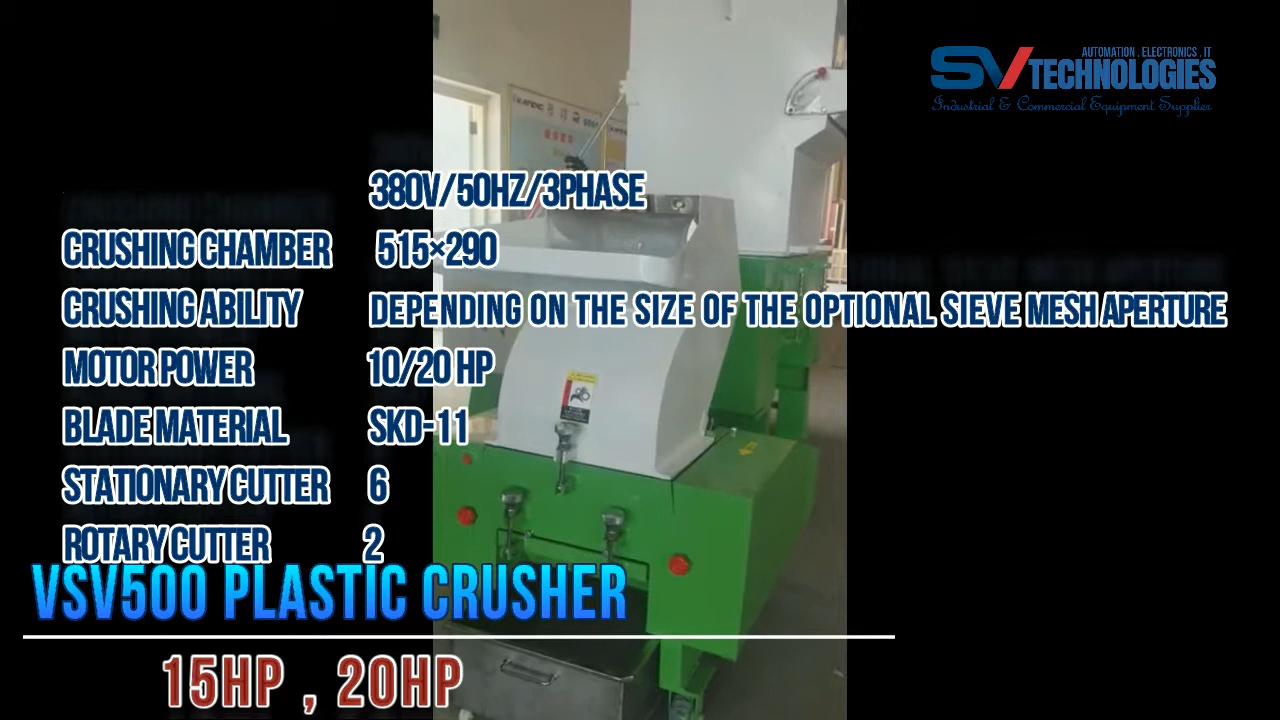 AUTOMATION . ELECTRONICS . IT
SV TECHNOLOGIES
Industrial & Commercial Equipment Supplier
380V/50HZ/3PHASE
CRUSHING CHAMBER 515×290
CRUSHING ABILITY DEPENDING ON THE SIZE OF THE OPTIONAL SIEVE MESH APERTURE
MOTOR POWER 10/20 HP
BLADE MATERIAL SKD-11
STATIONARY CUTTER 6
ROTARY CUTTER 2
VSV500 PLASTIC CRUSHER
15HP , 20HP